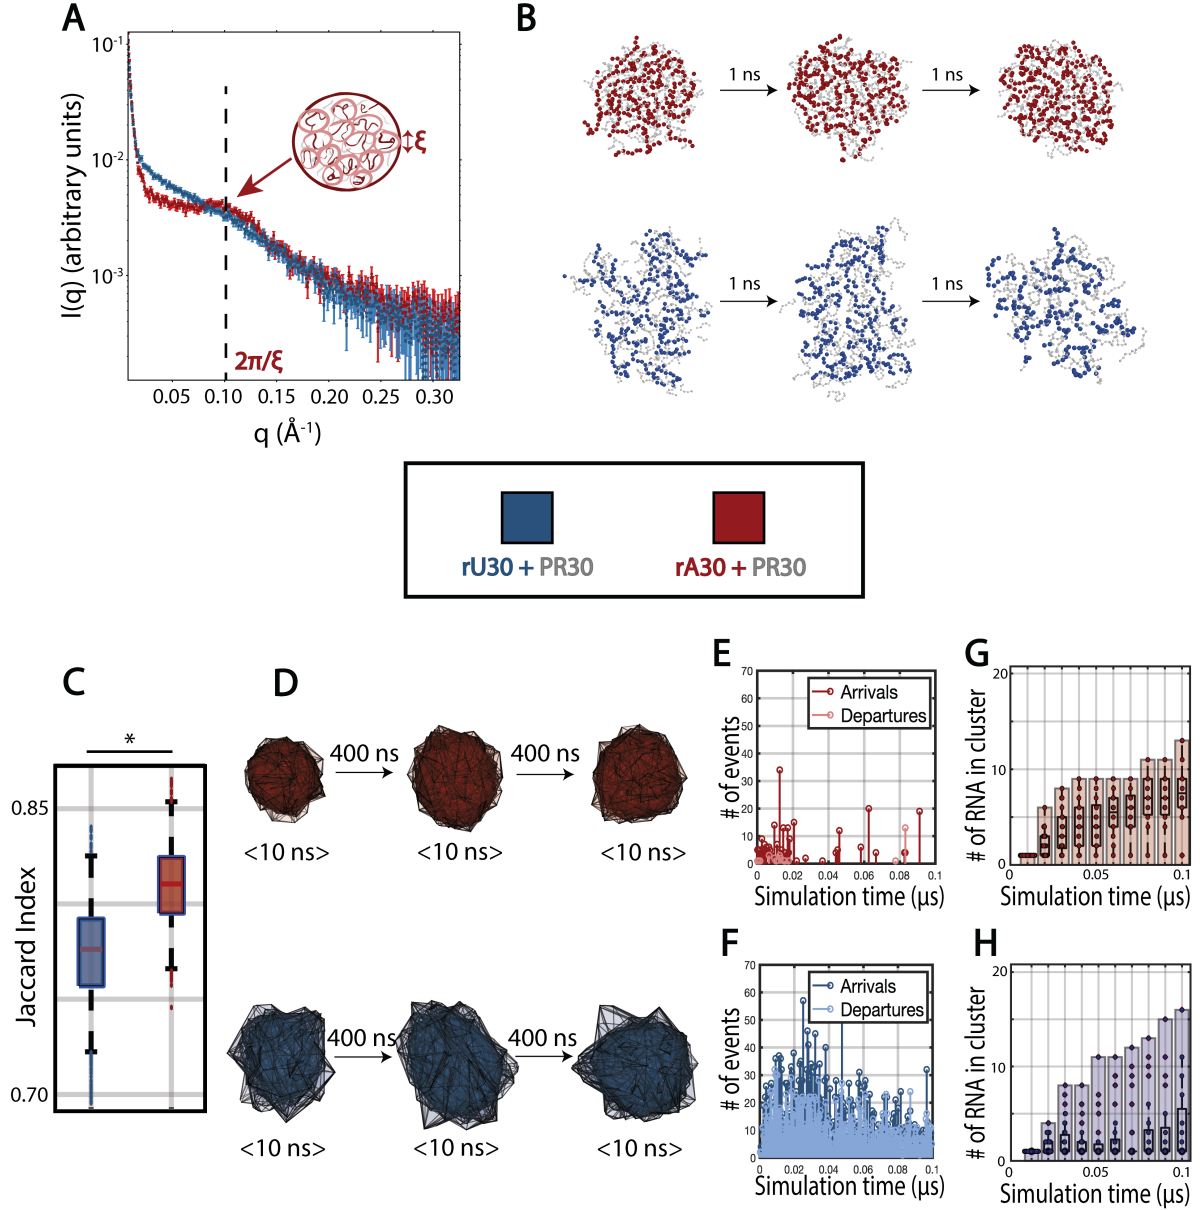 A
I(q) (arbitrary units)
10-1
10-2
10-3
ξ
2π/ξ
0.05 0.10 0.15 0.20 0.25 0.30
q (Å-1)
B
1 ns 1 ns
1 ns 1 ns
rU30 + PR30 rA30 + PR30
C
*
Jaccard Index
0.85
0.70
D
400 ns 400 ns
<10 ns> <10 ns> <10 ns>
400 ns 400 ns
<10 ns> <10 ns> <10 ns>
E
# of events
70
60
50
40
30
20
10
0
Arrivals
Departures
0 0.02 0.04 0.06 0.08 0.1
Simulation time (μs)
F
# of events
70
60
50
40
30
20
10
0
Arrivals
Departures
0 0.02 0.04 0.06 0.08 0.1
Simulation time (μs)
G
# of RNA in cluster
20
10
0
0 0.05 0.1
Simulation time (μs)
H
# of RNA in cluster
20
10
0
0 0.05 0.1
Simulation time (μs)